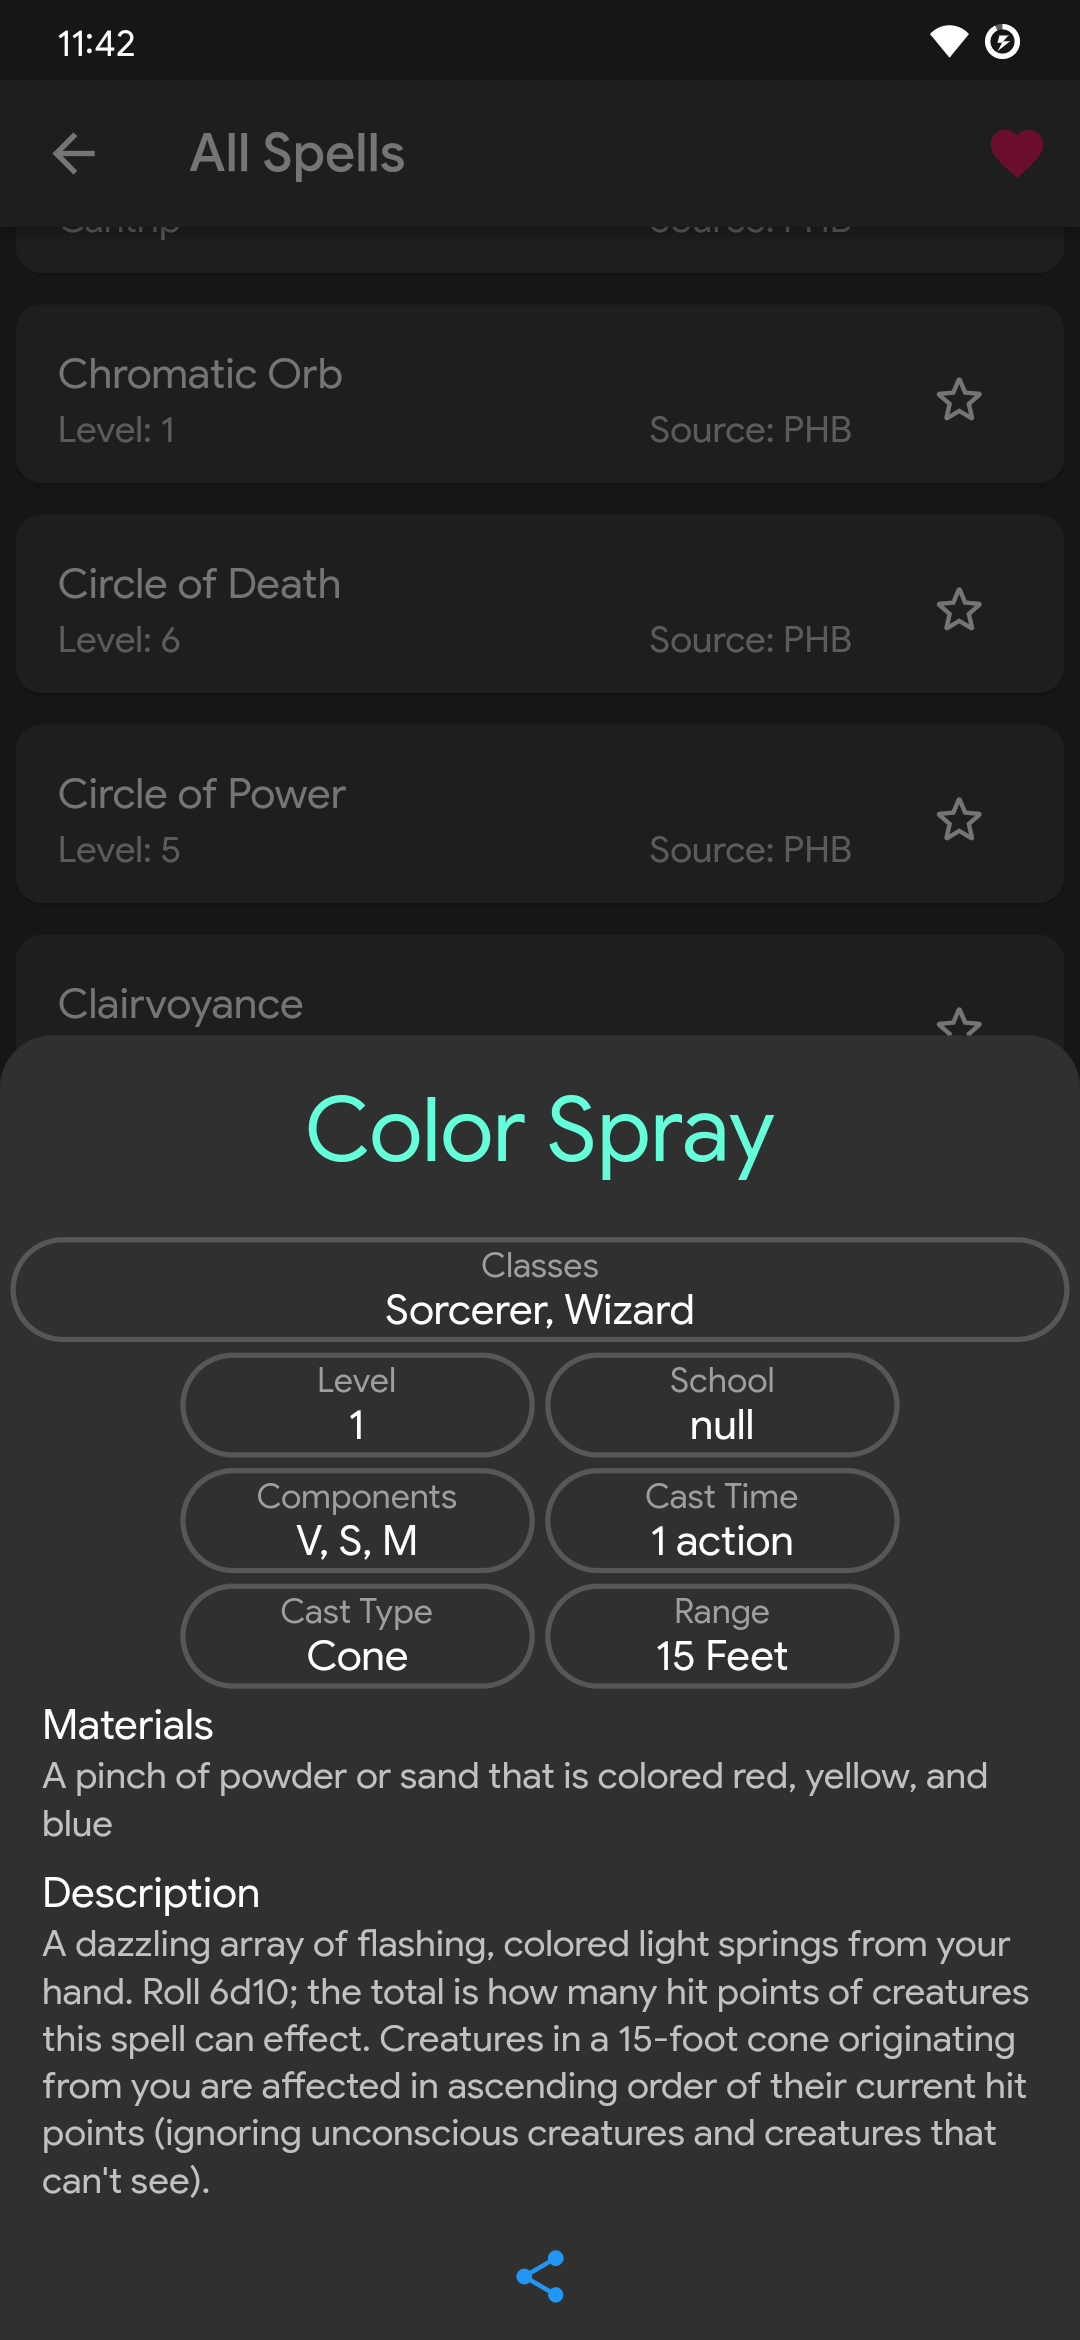 11:42
All Spells
Chromatic Orb
Level: 1
Source: PHB
Circle of Death
Level: 6
Source: PHB
Circle of Power
Level: 5
Source: PHB
Clairvoyance
Color Spray
Classes
Sorcerer, Wizard
Level
1
School
null
Components
V, S, M
Cast Time
1 action
Cast Type
Cone
Range
15 Feet
Materials
A pinch of powder or sand that is colored red, yellow, and
blue
Description
A dazzling array of flashing, colored light springs from your
hand. Roll 6d10; the total is how many hit points of creatures
this spell can effect. Creatures in a 15-foot cone originating
from you are affected in ascending order of their current hit
points (ignoring unconscious creatures and creatures that
can't see).